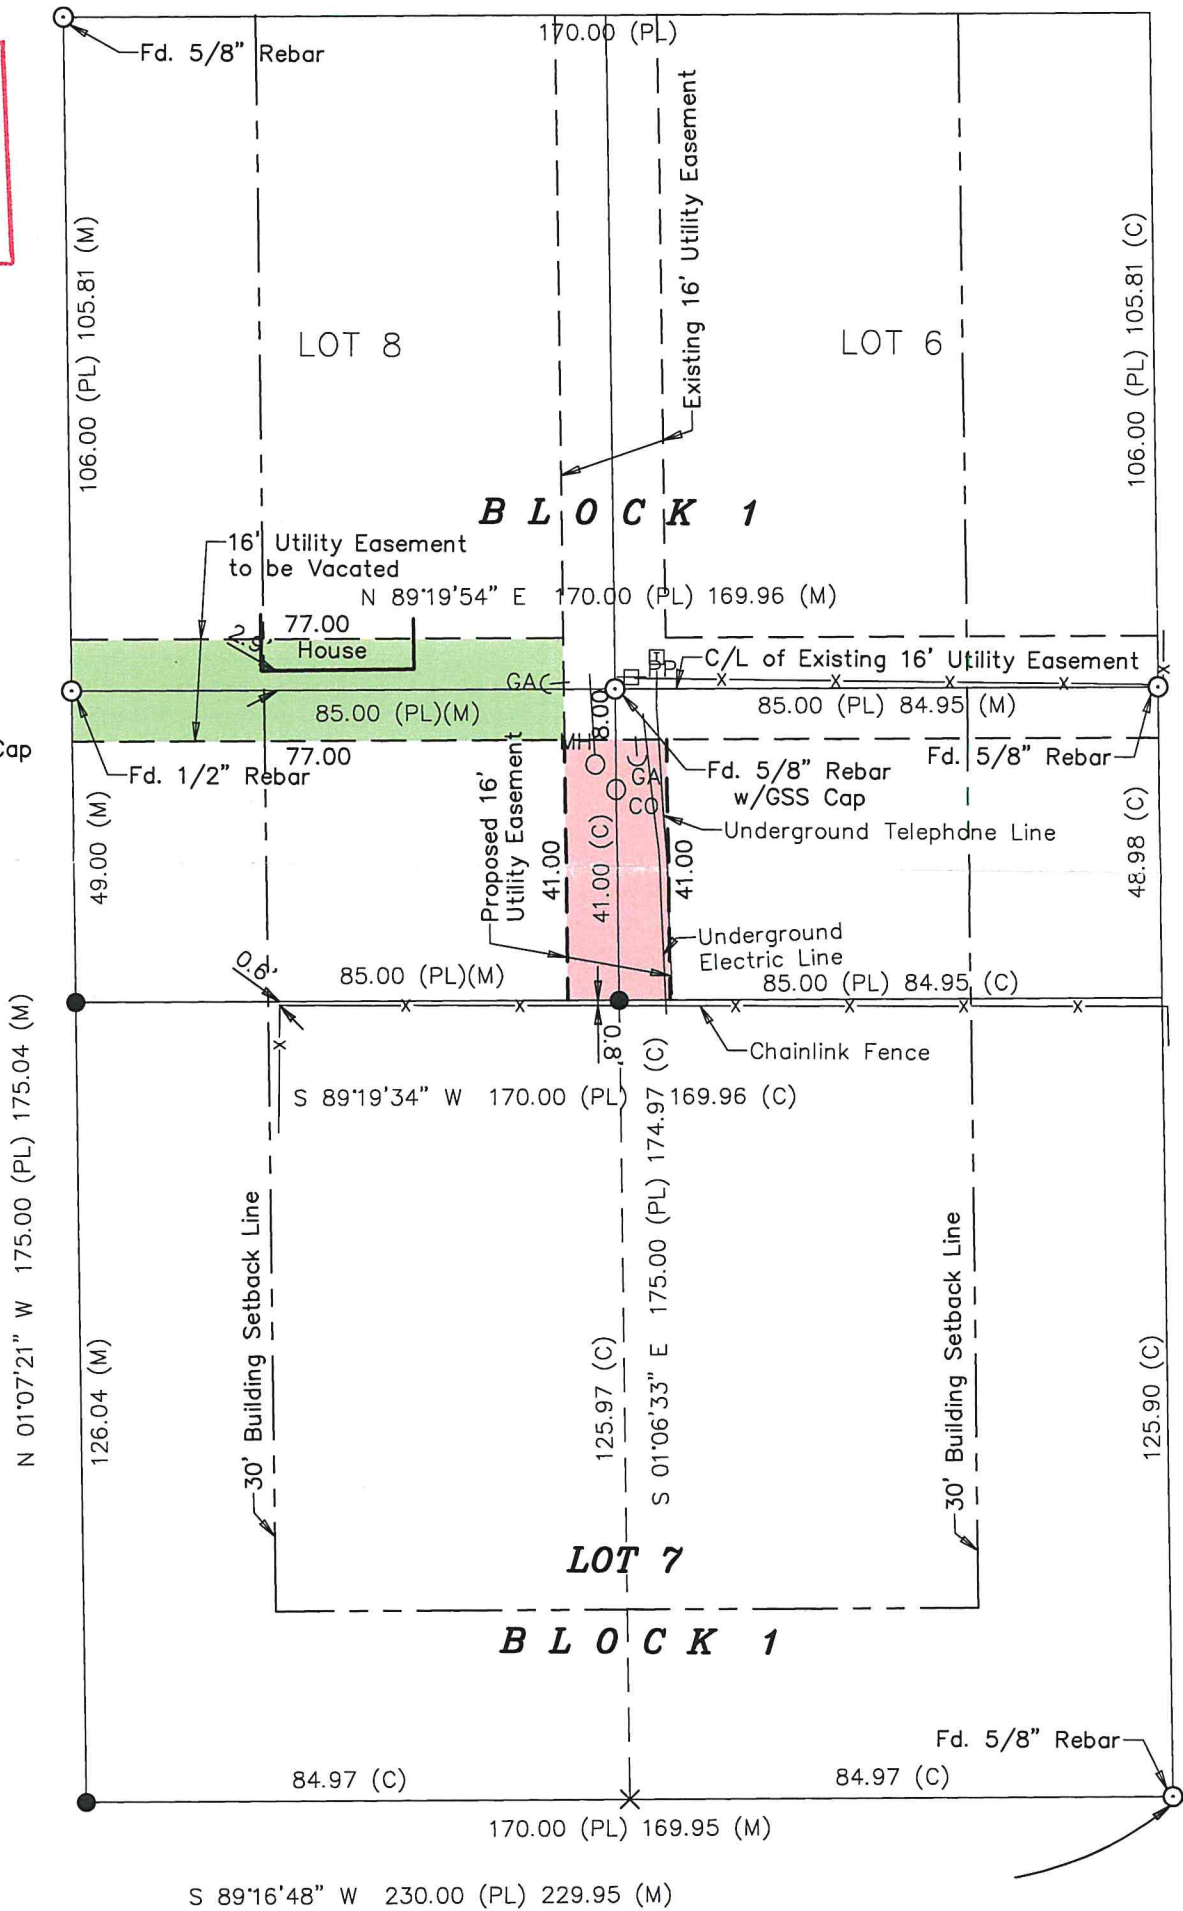 170.00 (PL)
Fd. 5/8" Rebar
Existing 16' Utility Easement
106.00 (PL) 105.81 (M)
106.00 (PL) 105.81 (C)
LOT 8
LOT 6
BLOCK 1
16' Utility Easement
to be Vacated
N 89°19'54" E 170.00 (PL) 169.96 (M)
77.00
2.9'
House
PP
C/L of Existing 16' Utility Easement
GA
8.00
85.00 (PL)(M)
85.00 (PL) 84.95 (M)
MH
77.00
Cap
Fd. 1/2" Rebar
Fd. 5/8" Rebar
w/GSS Cap
Fd. 5/8" Rebar
GA
CO
Underground Telephone Line
49.00 (M)
Proposed 16'
Utility Easement
41.00
41.00 (C)
41.00
48.98 (C)
Underground
Electric Line
0.6'
85.00 (PL)(M)
85.00 (PL) 84.95 (C)
0.8'
Chainlink Fence
S 89°19'34" W 170.00 (PL) 169.96 (C)
N 01°07'21" W 175.00 (PL) 175.04 (M)
126.04 (M)
30' Building Setback Line
125.97 (C)
S 01°06'33" E 175.00 (PL) 174.97 (C)
30' Building Setback Line
125.90 (C)
LOT 7
BLOCK 1
Fd. 5/8" Rebar
84.97 (C)
84.97 (C)
170.00 (PL) 169.95 (M)
S 89°16'48" W 230.00 (PL) 229.95 (M)